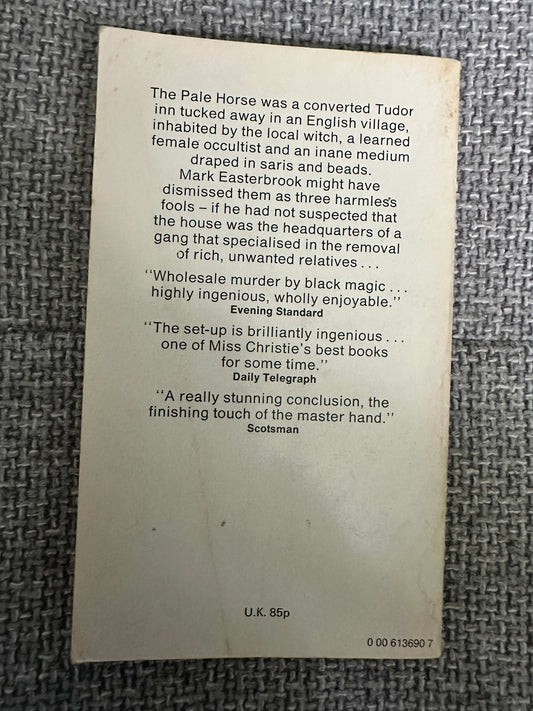 The Pale Horse was a converted Tudor
inn tucked away in an English village,
inhabited by the local witch, a learned
female occultist and an inane medium
draped in saris and beads.
Mark Easterbrook might have
dismissed them as three harmless
fools – if he had not suspected that
the house was the headquarters of a
gang that specialised in the removal
of rich, unwanted relatives . . .
“Wholesale murder by black magic . . .
highly ingenious, wholly enjoyable.”
Evening Standard
“The set-up is brilliantly ingenious . . .
one of Miss Christie's best books
for some time.”
Daily Telegraph
“A really stunning conclusion, the
finishing touch of the master hand.”
Scotsman
U.K. 85p
0 00 613690 7